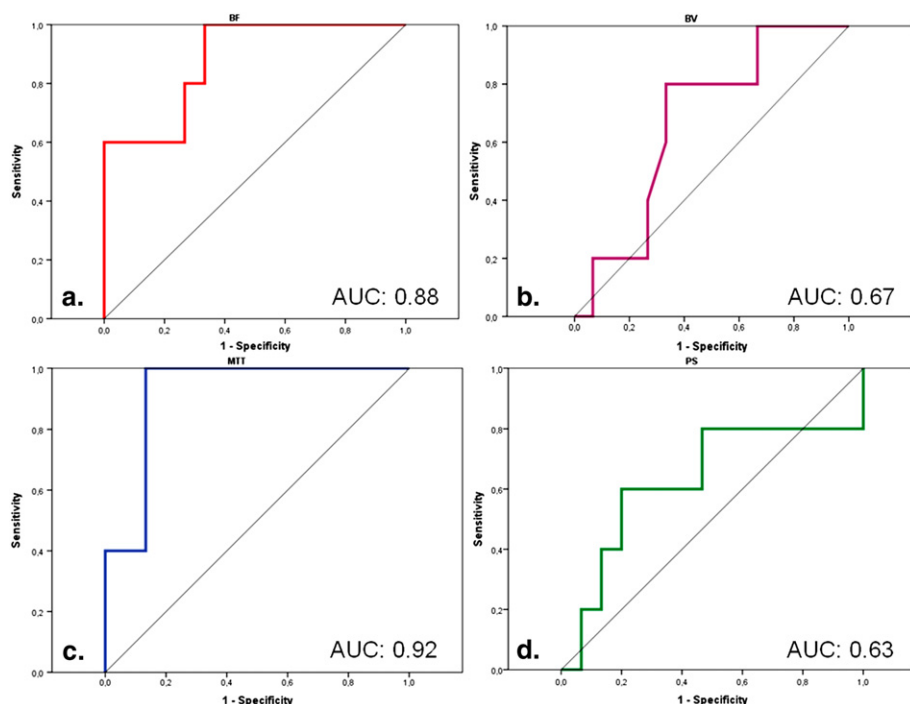 BF
1,0
0,8
0,6
0,4
0,2
0,0
Sensitivity
a.
AUC: 0.88
0,0 0,2 0,4 0,6 0,8 1,0
1 - Specificity
BV
1,0
0,8
0,6
0,4
0,2
0,0
Sensitivity
b.
AUC: 0.67
0,0 0,2 0,4 0,6 0,8 1,0
1 - Specificity
MTT
1,0
0,8
0,6
0,4
0,2
0,0
Sensitivity
c.
AUC: 0.92
0,0 0,2 0,4 0,6 0,8 1,0
1 - Specificity
PS
1,0
0,8
0,6
0,4
0,2
0,0
Sensitivity
d.
AUC: 0.63
0,0 0,2 0,4 0,6 0,8 1,0
1 - Specificity